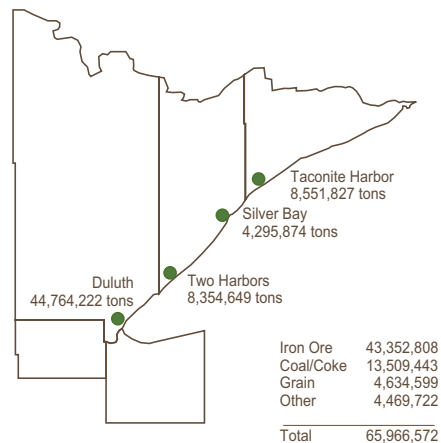 Taconite Harbor
8,551,827 tons
Silver Bay
4,295,874 tons
Duluth
44,764,222 tons
Two Harbors
8,354,649 tons
Iron Ore 43,352,808
Coal/Coke 13,509,443
Grain 4,634,599
Other 4,469,722
Total 65,966,572